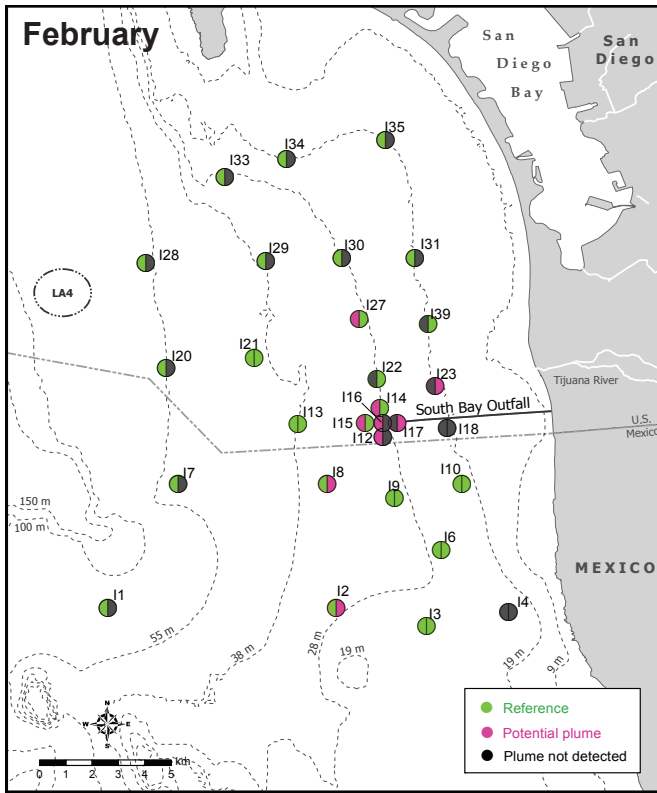 February
San
Diego
Bay
San
Diego
I35
I34
I33
I28
I29
I30
I31
LA4
I27
I39
I21
I20
I22
I23
Tijuana River
I16
I14
South Bay Outfall
I13
I15
I17
I18
U.S.
Mexico
I12
I7
I8
I9
I10
150 m
100 m
I6
MEXICO
I1
I2
I3
I4
55 m
38 m
28 m
19 m
19 m
9 m
N
W
E
S
Reference
Potential plume
Plume not detected
km
0 1 2 3 4 5